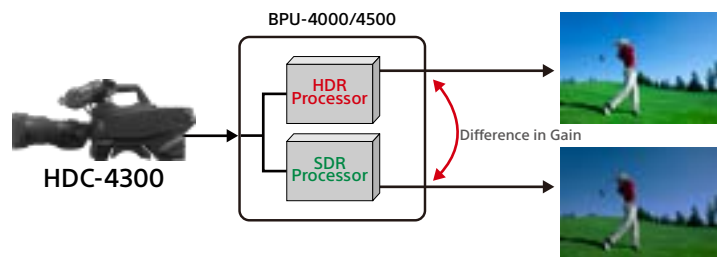 BPU-4000/4500
HDR
Processor
HDC-4300
SDR
Processor
Difference in Gain